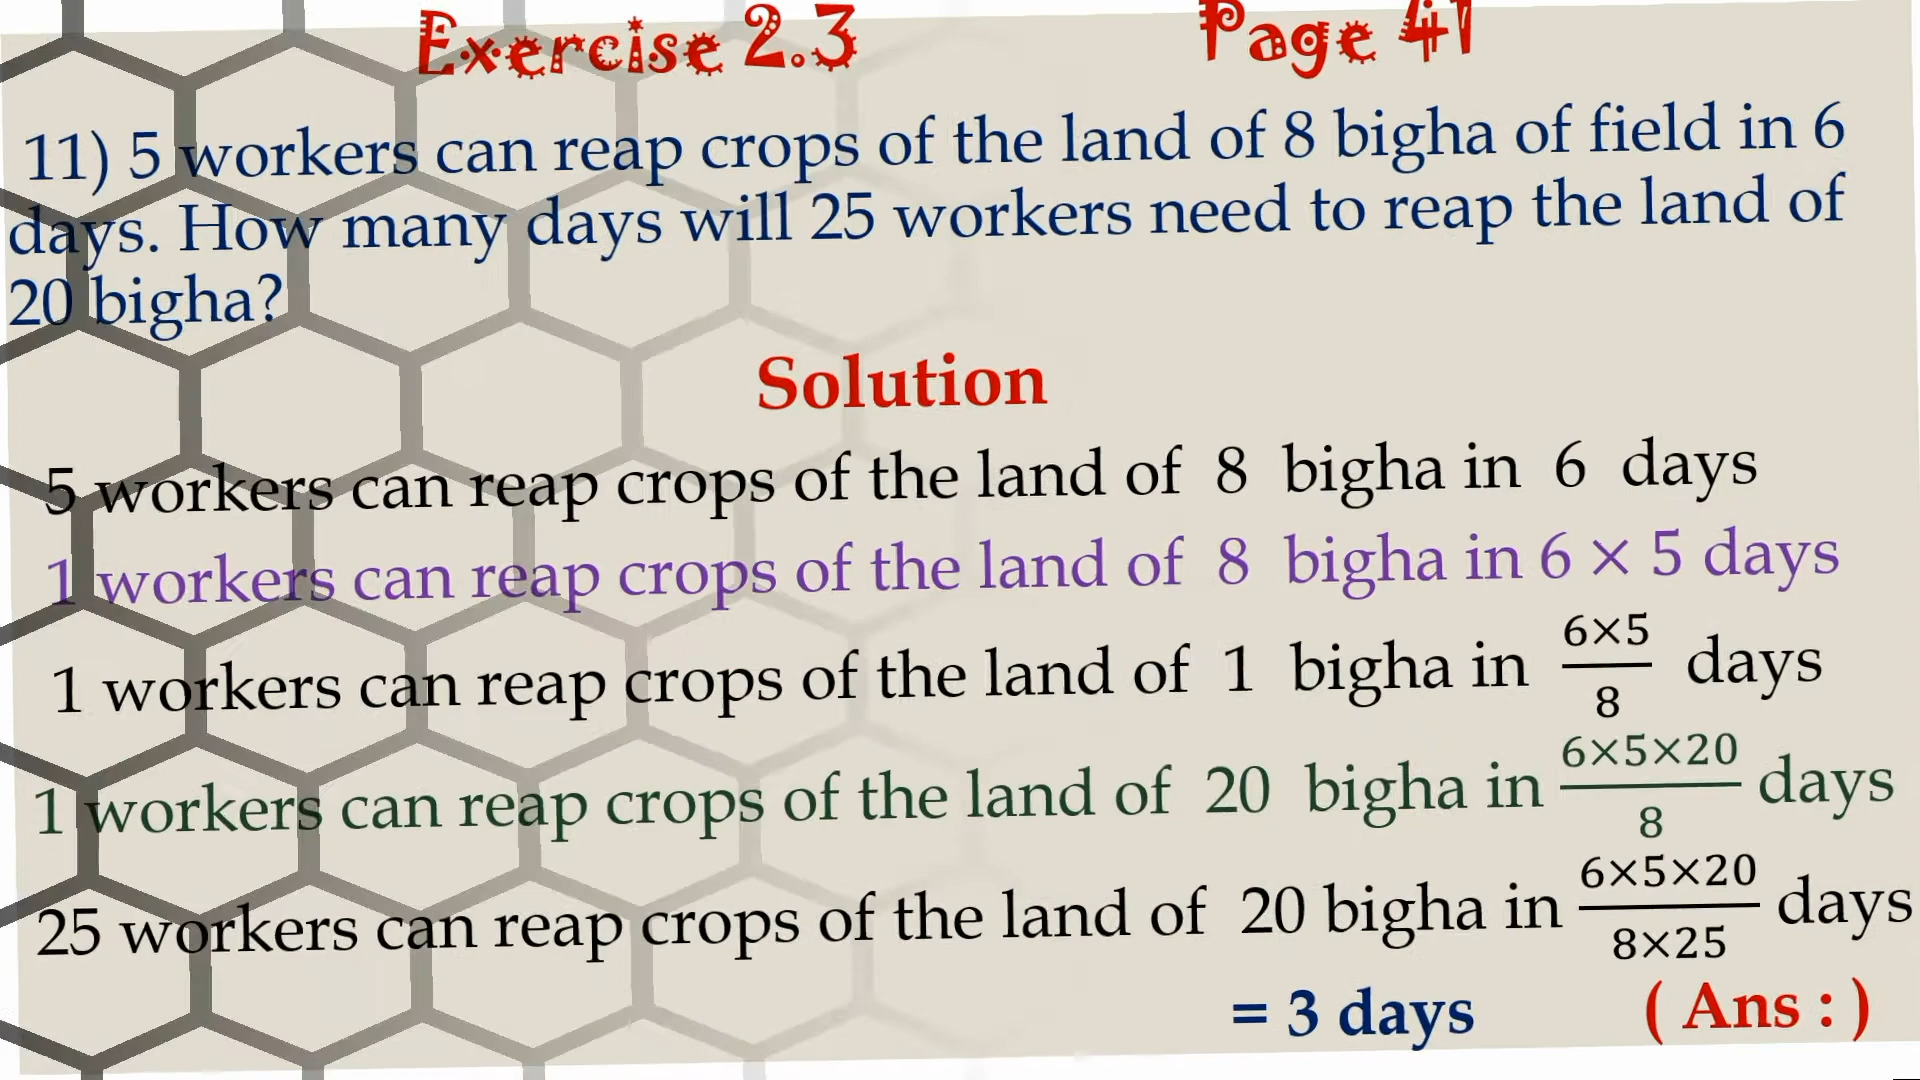 Exercise 2.3 Page 41
11) 5 workers can reap crops of the land of 8 bigha of field in 6
days. How many days will 25 workers need to reap the land of
20 bigha?
Solution
5 workers can reap crops of the land of 8 bigha in 6 days
1 workers can reap crops of the land of 8 bigha in 6 × 5 days
1 workers can reap crops of the land of 1 bigha in 6×5/8 days
1 workers can reap crops of the land of 20 bigha in 6×5×20/8 days
25 workers can reap crops of the land of 20 bigha in 6×5×20/8×25 days
= 3 days ( Ans : )